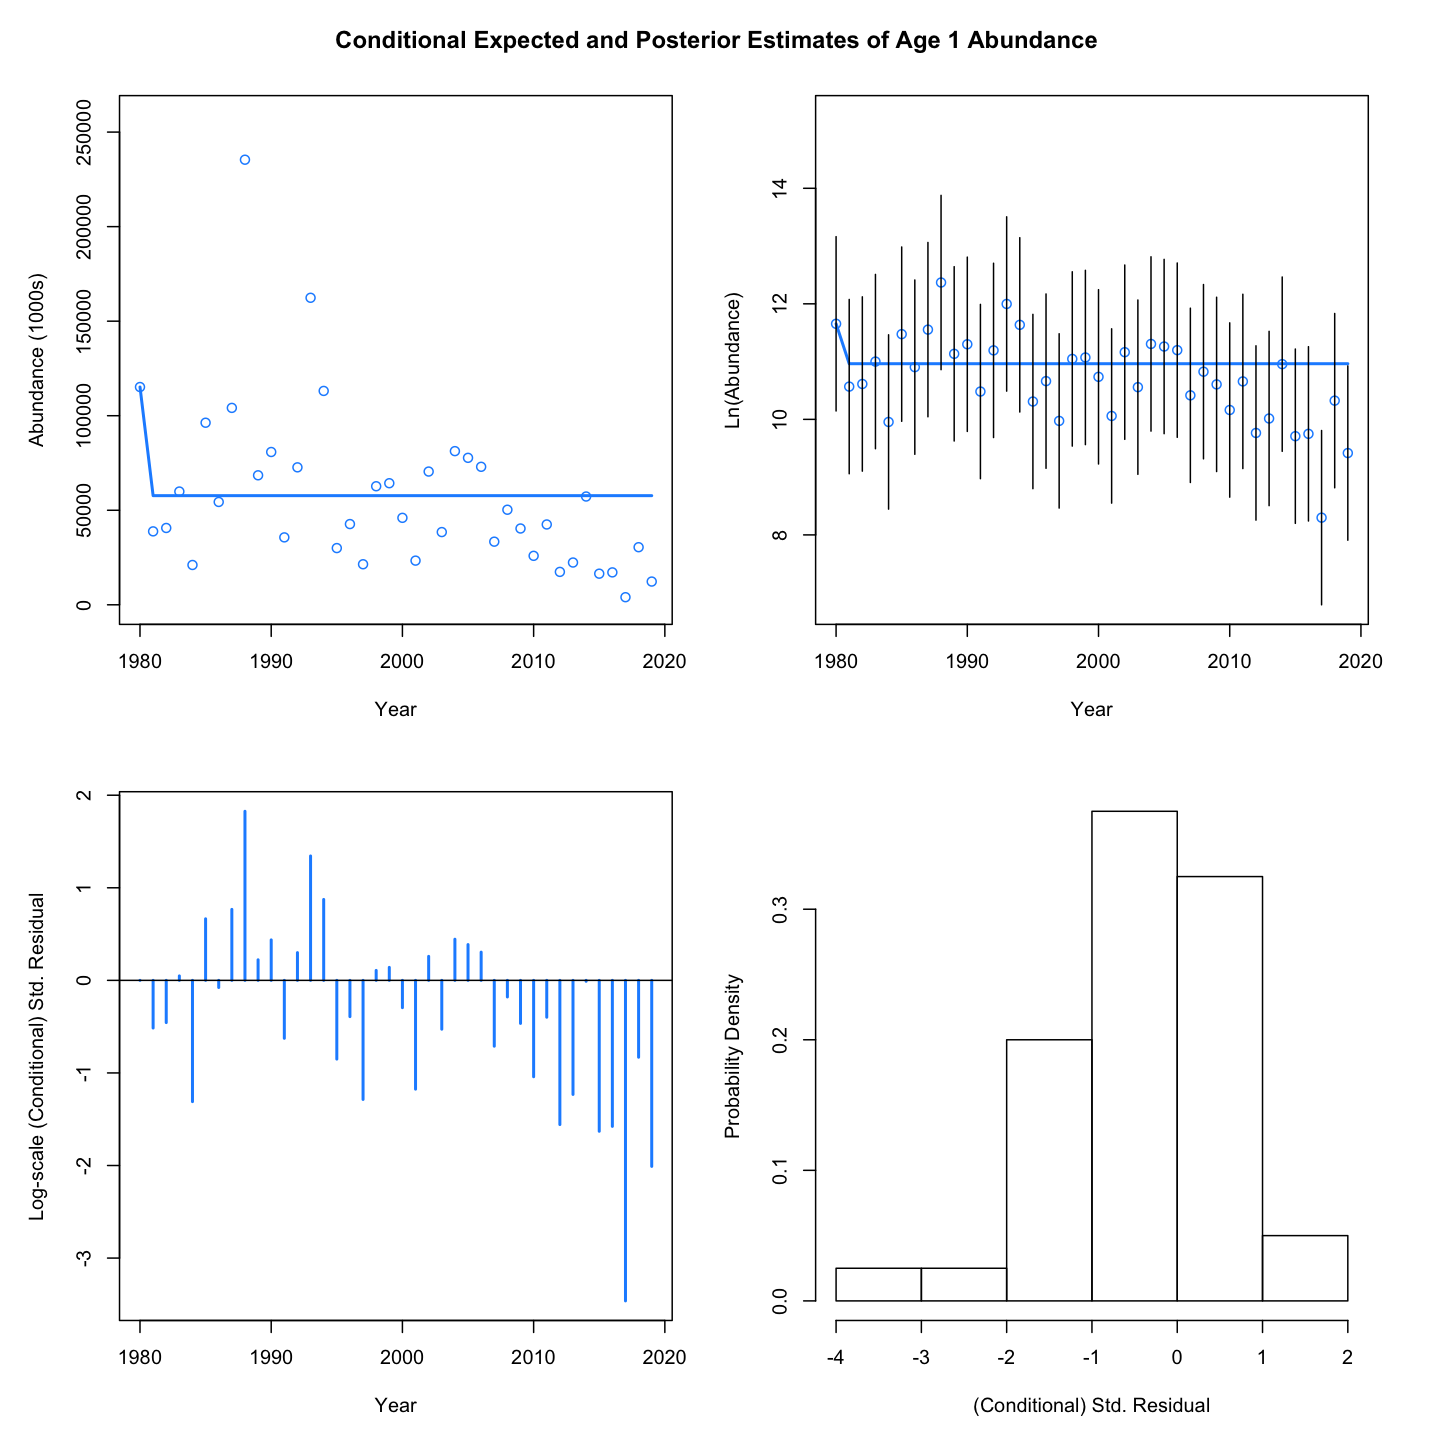 Conditional Expected and Posterior Estimates of Age 1 Abundance
Abundance (1000s)
250000
200000
150000
100000
50000
0
1980 1990 2000 2010 2020
Year
Ln(Abundance)
14
12
10
8
1980 1990 2000 2010 2020
Year
Log-scale (Conditional) Std. Residual
2
1
0
-1
-2
-3
1980 1990 2000 2010 2020
Year
Probability Density
0.3
0.2
0.1
0.0
-4 -3 -2 -1 0 1 2
(Conditional) Std. Residual